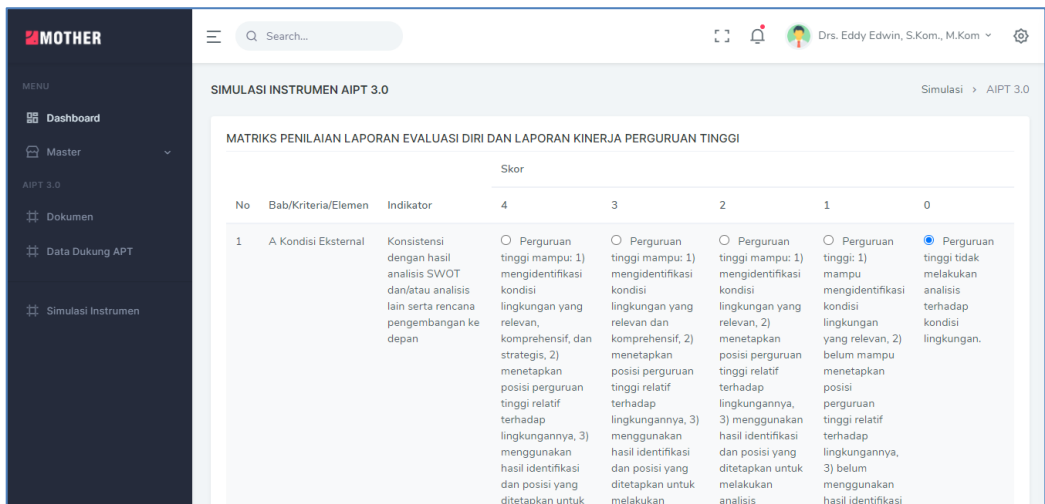 MOTHER
Search...
Drs. Eddy Edwin, S.Kom., M.Kom
MENU
Dashboard
Master
AIPT 3.0
Dokumen
Data Dukung APT
Simulasi Instrumen
SIMULASI INSTRUMEN AIPT 3.0
Simulasi > AIPT 3.0
MATRIKS PENILAIAN LAPORAN EVALUASI DIRI DAN LAPORAN KINERJA PERGURUAN TINGGI
Skor
No Bab/Kriteria/Elemen Indikator 4 3 2 1 0
1 A Kondisi Eksternal
Konsistensi
dengan hasil
analisis SWOT
dan/atau analisis
lain serta rencana
pengembangan ke
depan
Perguruan
tinggi mampu: 1)
mengidentifikasi
kondisi
lingkungan yang
relevan,
komprehensif, dan
strategis, 2)
menetapkan
posisi perguruan
tinggi relatif
terhadap
lingkungannya, 3)
menggunakan
hasil identifikasi
dan posisi yang
ditetapkan untuk
Perguruan
tinggi mampu: 1)
mengidentifikasi
kondisi
lingkungan yang
relevan dan
komprehensif, 2)
menetapkan
posisi perguruan
tinggi relatif
terhadap
lingkungannya, 3)
menggunakan
hasil identifikasi
dan posisi yang
ditetapkan untuk
melakukan
Perguruan
tinggi mampu: 1)
mengidentifikasi
kondisi
lingkungan yang
relevan, 2)
menetapkan
posisi perguruan
tinggi relatif
terhadap
lingkungannya,
3) menggunakan
hasil identifikasi
dan posisi yang
ditetapkan untuk
melakukan
analisis
Perguruan
tinggi: 1)
mampu
mengidentifikasi
kondisi
lingkungan
yang relevan, 2)
belum mampu
menetapkan
posisi
perguruan
tinggi relatif
terhadap
lingkungannya,
3) belum
menggunakan
hasil identifikasi
Perguruan
tinggi tidak
melakukan
analisis
terhadap
kondisi
lingkungan.